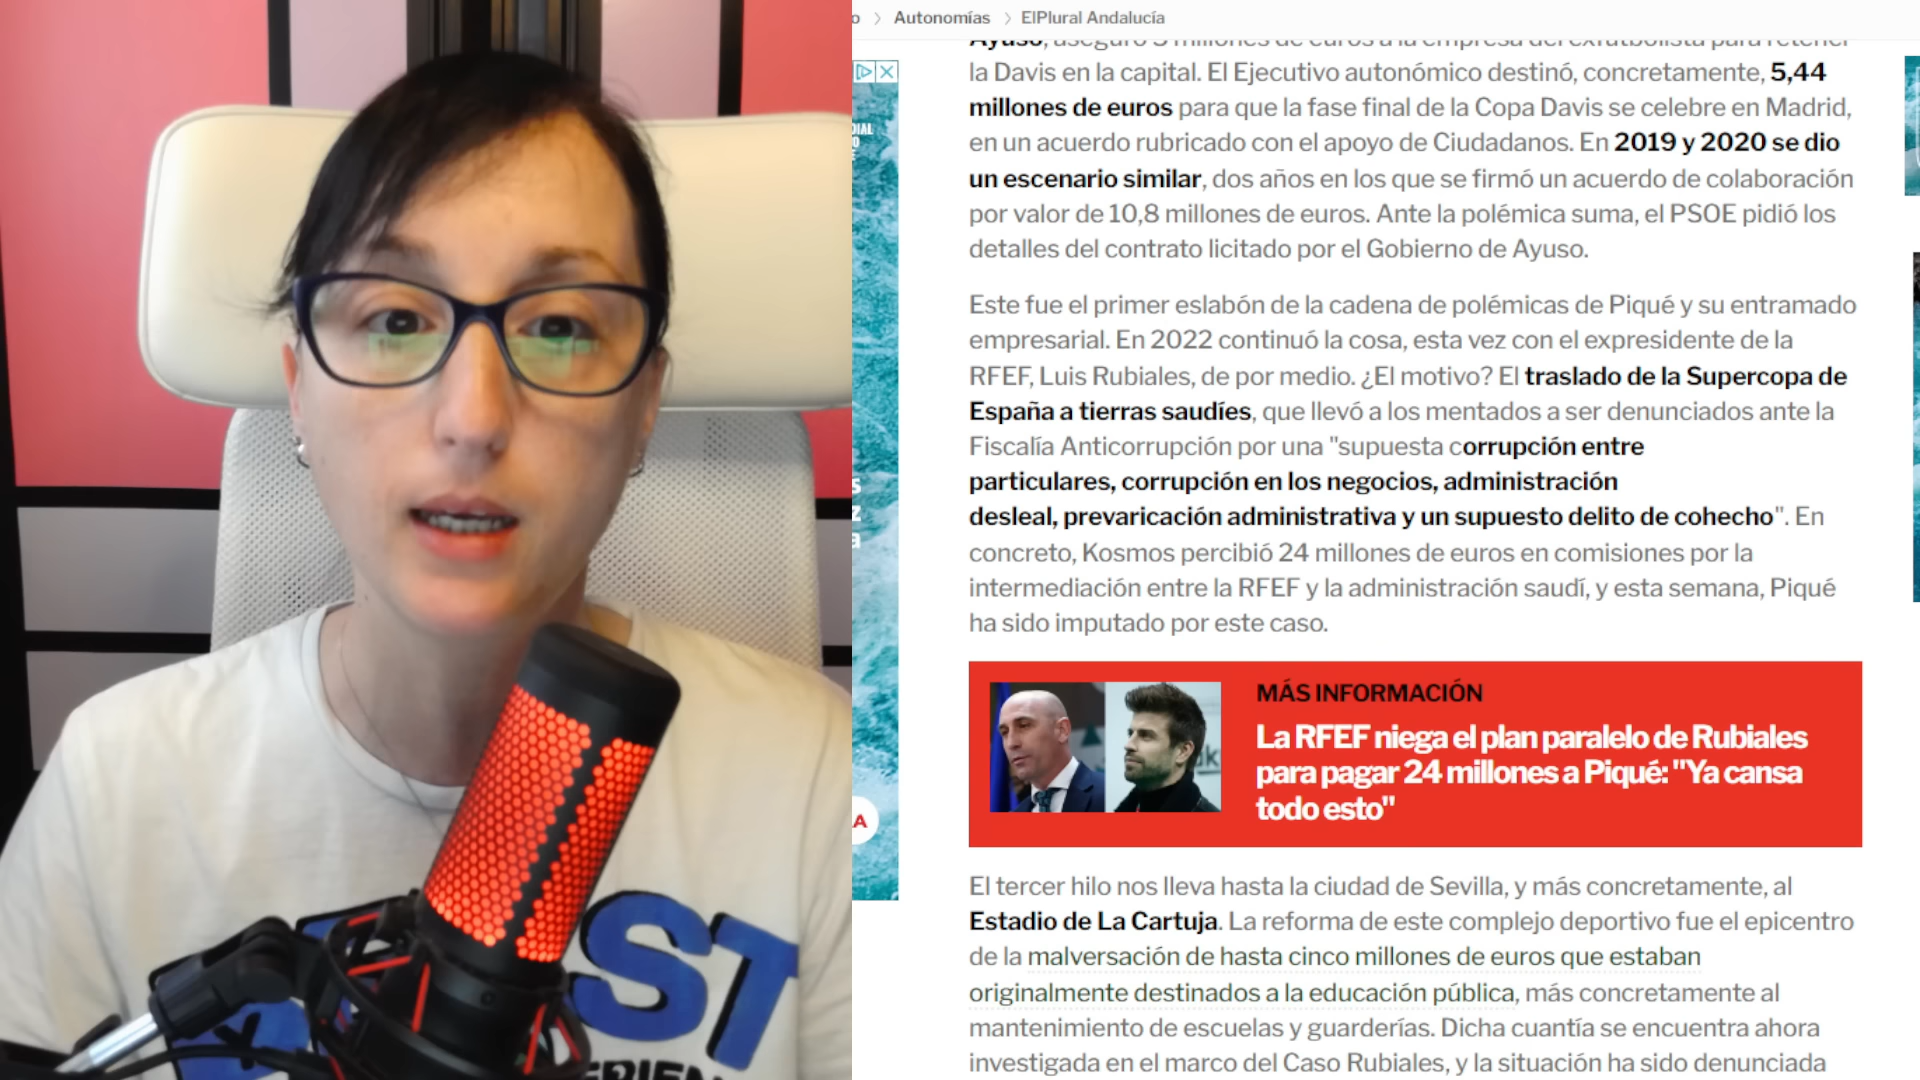 Autonomías
ElPlural Andalucía
Ayuso, aseguró 5 millones de euros a la empresa del exfutbolista para retener
la Davis en la capital. El Ejecutivo autonómico destinó, concretamente, 5,44
millones de euros para que la fase final de la Copa Davis se celebre en Madrid,
en un acuerdo rubricado con el apoyo de Ciudadanos. En 2019 y 2020 se dio
un escenario similar, dos años en los que se firmó un acuerdo de colaboración
por valor de 10,8 millones de euros. Ante la polémica suma, el PSOE pidió los
detalles del contrato licitado por el Gobierno de Ayuso.
Este fue el primer eslabón de la cadena de polémicas de Piqué y su entramado
empresarial. En 2022 continuó la cosa, esta vez con el expresidente de la
RFEF, Luis Rubiales, de por medio. ¿El motivo? El traslado de la Supercopa de
España a tierras saudíes, que llevó a los mentados a ser denunciados ante la
Fiscalía Anticorrupción por una "supuesta corrupción entre
particulares, corrupción en los negocios, administración
desleal, prevaricación administrativa y un supuesto delito de cohecho". En
concreto, Kosmos percibió 24 millones de euros en comisiones por la
intermediación entre la RFEF y la administración saudí, y esta semana, Piqué
ha sido imputado por este caso.
MÁS INFORMACIÓN
La RFEF niega el plan paralelo de Rubiales
para pagar 24 millones a Piqué: "Ya cansa
todo esto"
El tercer hilo nos lleva hasta la ciudad de Sevilla, y más concretamente, al
Estadio de La Cartuja. La reforma de este complejo deportivo fue el epicentro
de la malversación de hasta cinco millones de euros que estaban
originalmente destinados a la educación pública, más concretamente al
mantenimiento de escuelas y guarderías. Dicha cuantía se encuentra ahora
investigada en el marco del Caso Rubiales, y la situación ha sido denunciada
ST